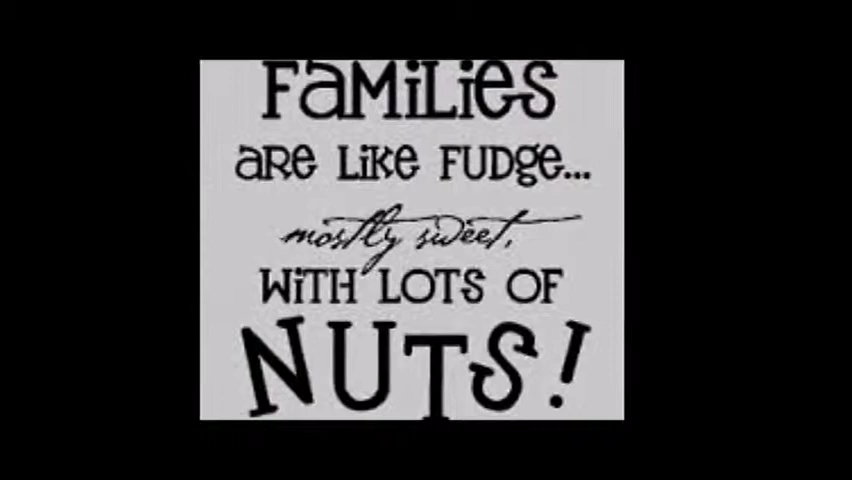 FAMILIES
ARE LIKE FUDGE...
mostly sweet,
WITH LOTS OF
NUTS!